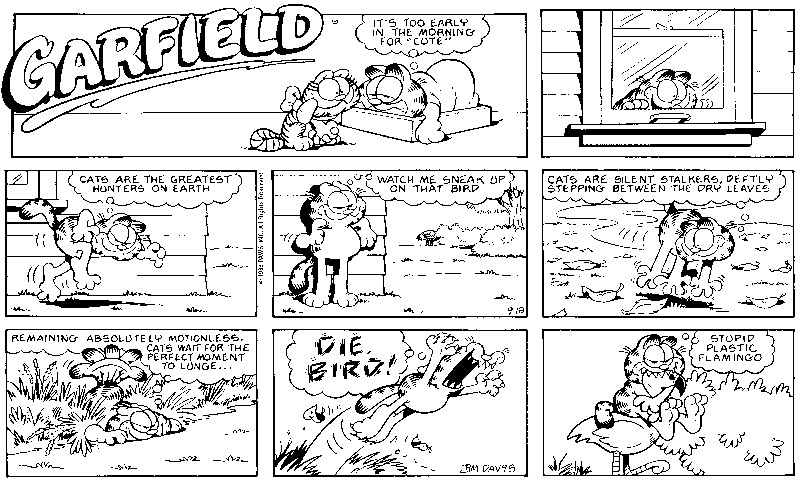 GARFIELD
IT'S TOO EARLY
IN THE MORNING
FOR "CUTE"
CATS ARE THE GREATEST
HUNTERS ON EARTH
WATCH ME SNEAK UP
ON THAT BIRD
9-18
CATS ARE SILENT STALKERS, DEFTLY
STEPPING BETWEEN THE DRY LEAVES
REMAINING ABSOLUTELY MOTIONLESS,
CATS WAIT FOR THE
PERFECT MOMENT
TO LUNGE...
DIE,
BIRD!
JIM DAVIS
STUPID
PLASTIC
FLAMINGO